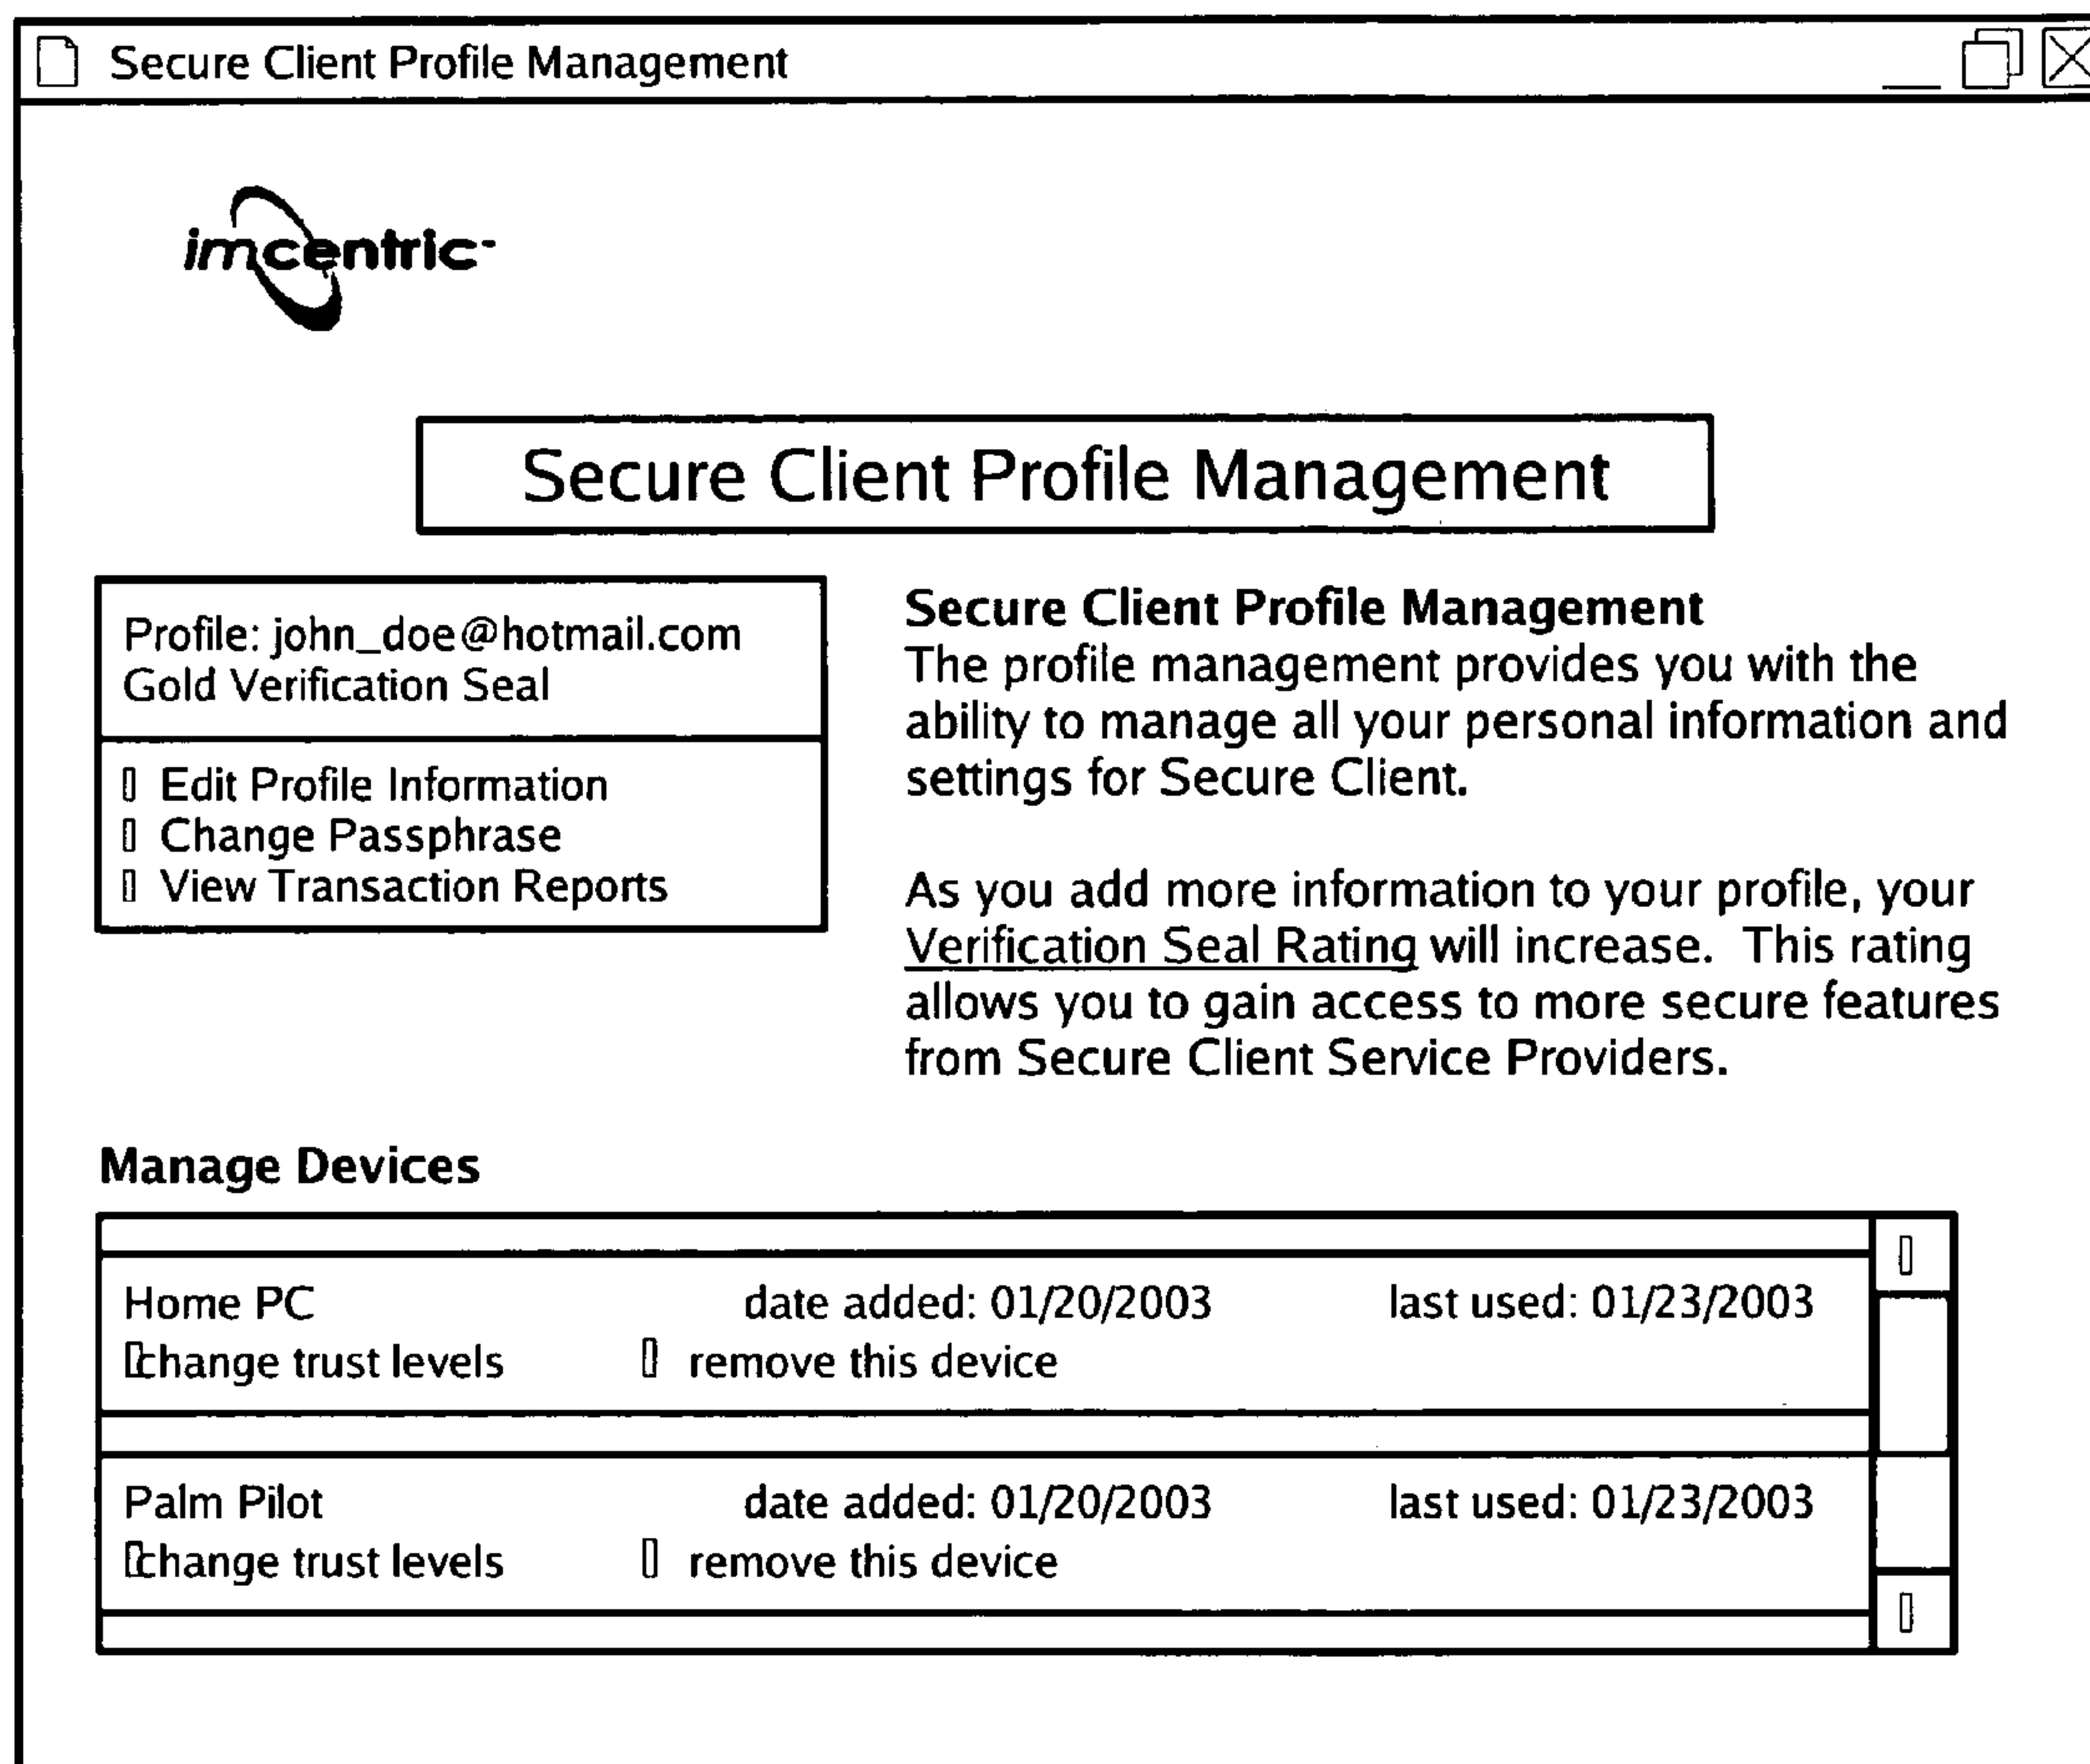 Secure Client Profile Management
imcentric
Secure Client Profile Management
Profile: john_doe@hotmail.com
Gold Verification Seal
Edit Profile Information
Change Passphrase
View Transaction Reports
Secure Client Profile Management
The profile management provides you with the
ability to manage all your personal information and
settings for Secure Client.
As you add more information to your profile, your
Verification Seal Rating will increase. This rating
allows you to gain access to more secure features
from Secure Client Service Providers.
Manage Devices
Home PC date added: 01/20/2003 last used: 01/23/2003
change trust levels remove this device
Palm Pilot date added: 01/20/2003 last used: 01/23/2003
change trust levels remove this device